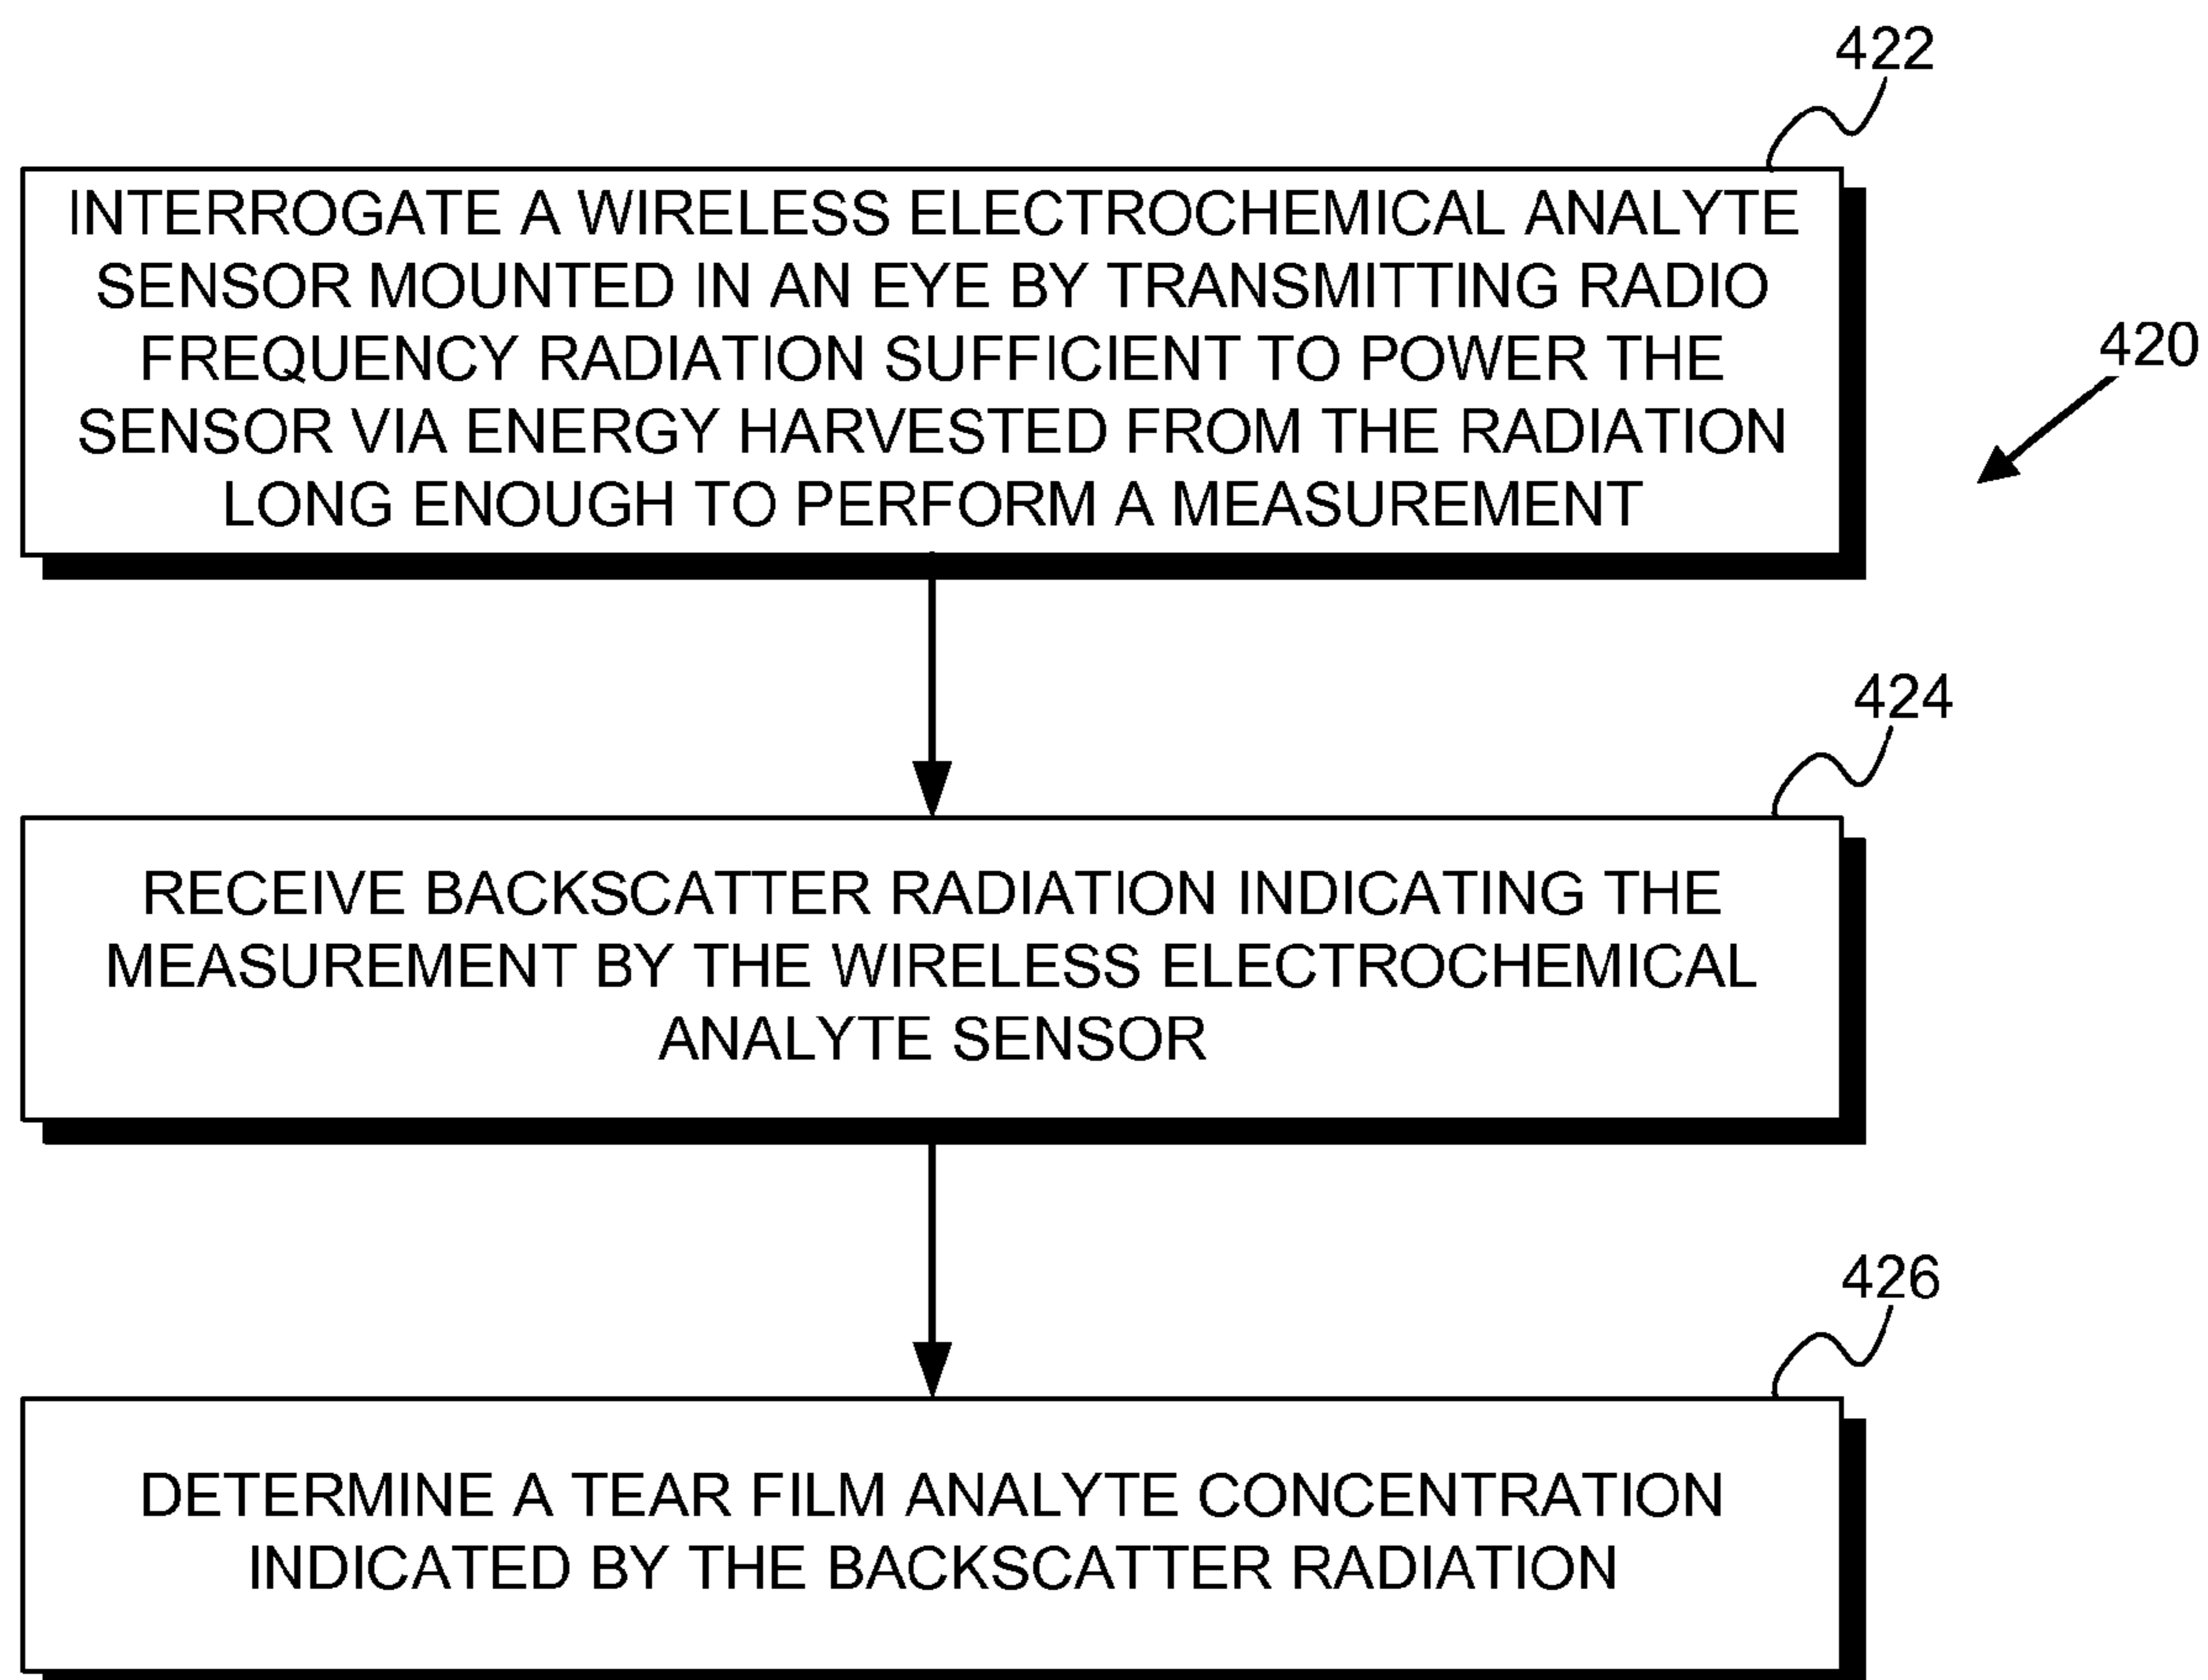 422
INTERROGATE A WIRELESS ELECTROCHEMICAL ANALYTE
SENSOR MOUNTED IN AN EYE BY TRANSMITTING RADIO
FREQUENCY RADIATION SUFFICIENT TO POWER THE
SENSOR VIA ENERGY HARVESTED FROM THE RADIATION
LONG ENOUGH TO PERFORM A MEASUREMENT
420
424
RECEIVE BACKSCATTER RADIATION INDICATING THE
MEASUREMENT BY THE WIRELESS ELECTROCHEMICAL
ANALYTE SENSOR
426
DETERMINE A TEAR FILM ANALYTE CONCENTRATION
INDICATED BY THE BACKSCATTER RADIATION